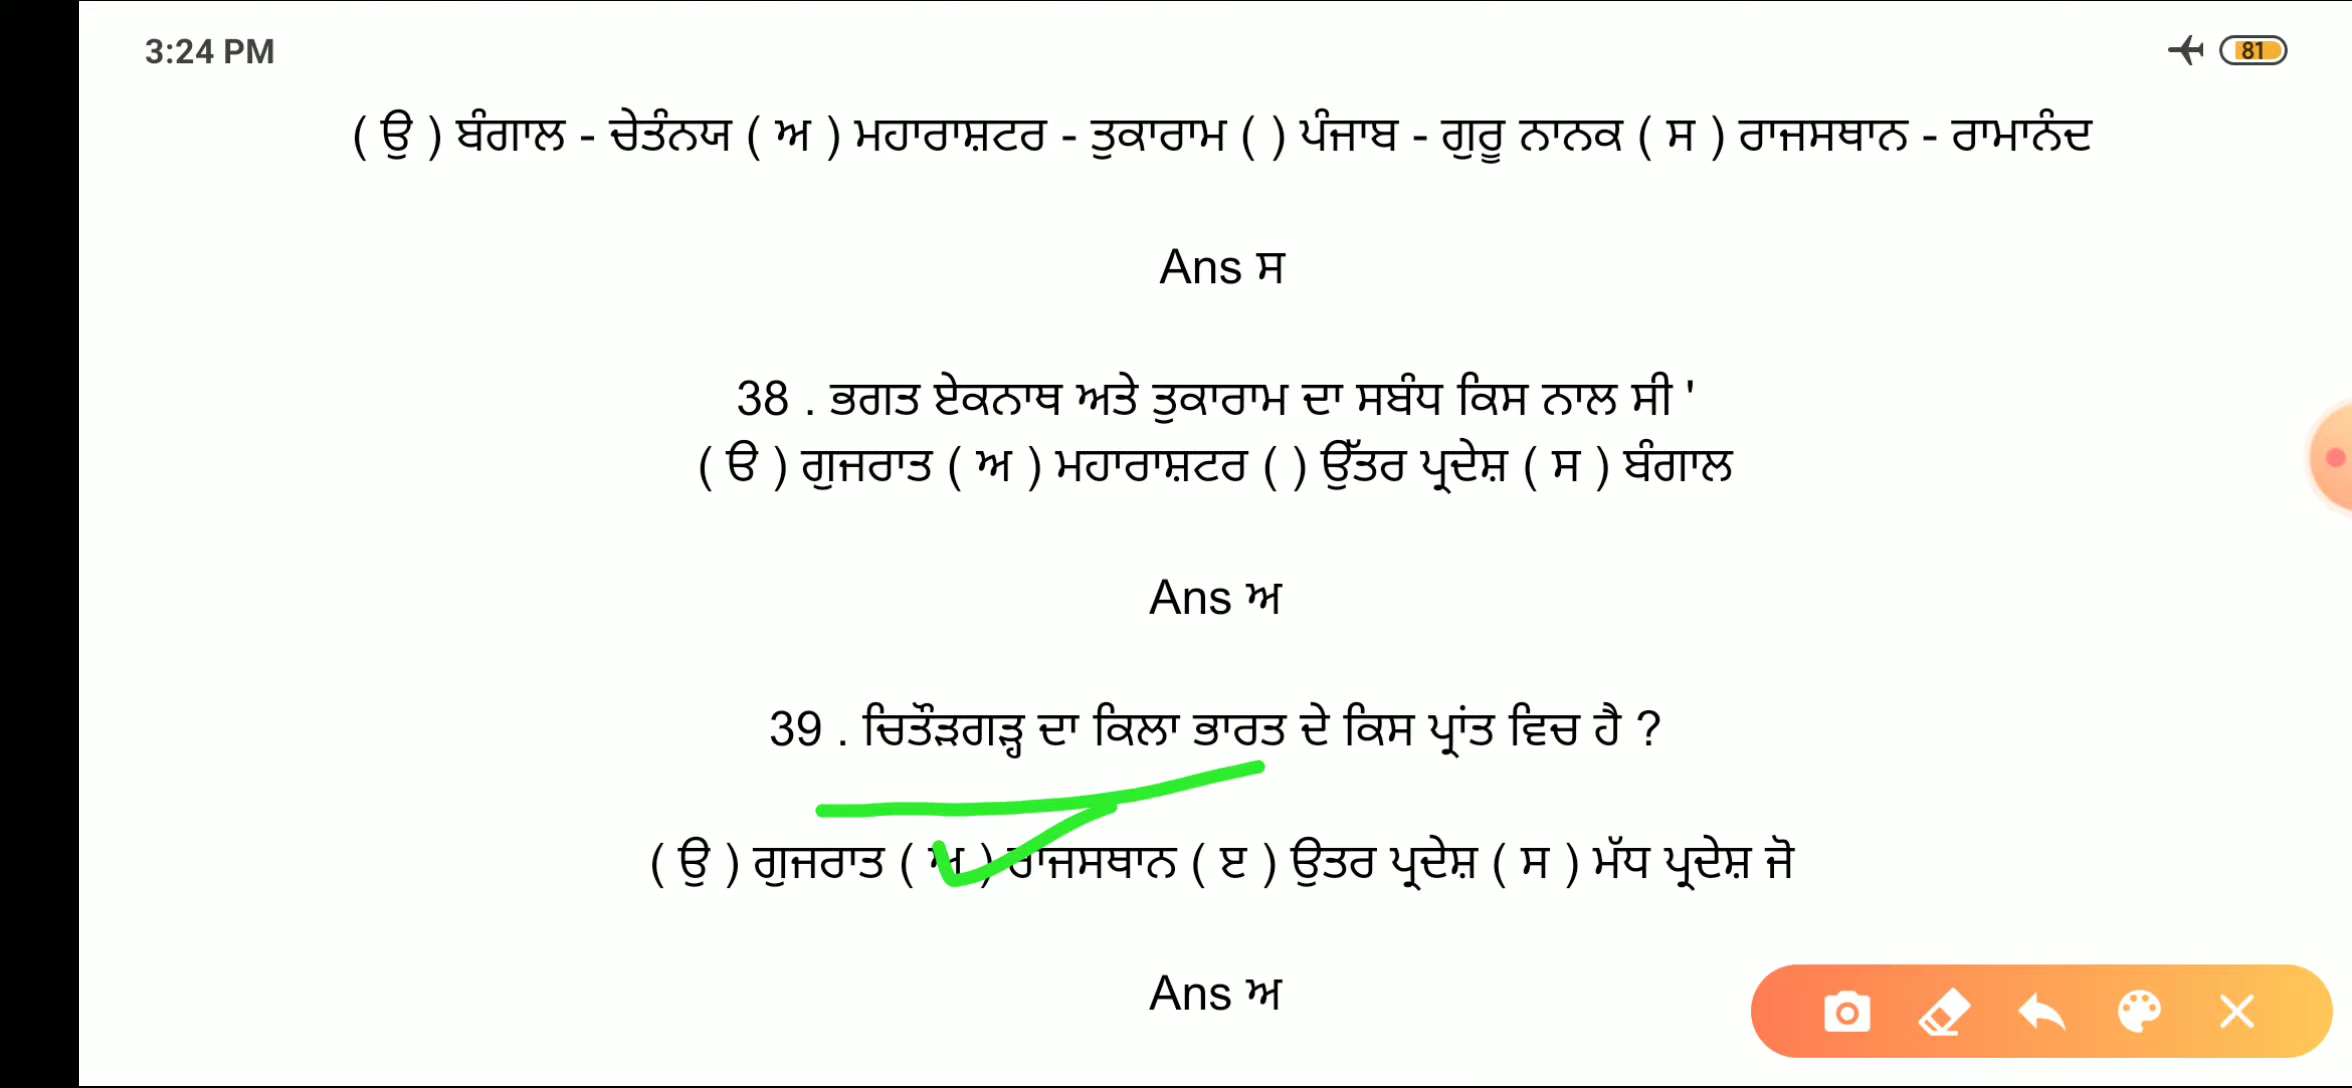 3:24 PM
81
( ਉ ) ਬੰਗਾਲ - ਚੇਤੰਨਯ ( ਅ ) ਮਹਾਰਾਸ਼ਟਰ - ਤੁਕਾਰਾਮ ( ) ਪੰਜਾਬ - ਗੁਰੂ ਨਾਨਕ ( ਸ ) ਰਾਜਸਥਾਨ - ਰਾਮਾਨੰਦ
Ans ਸ
38 . ਭਗਤ ਏਕਨਾਥ ਅਤੇ ਤੁਕਾਰਾਮ ਦਾ ਸਬੰਧ ਕਿਸ ਨਾਲ ਸੀ '
( ੳ ) ਗੁਜਰਾਤ ( ਅ ) ਮਹਾਰਾਸ਼ਟਰ ( ) ਉੱਤਰ ਪ੍ਰਦੇਸ਼ ( ਸ ) ਬੰਗਾਲ
Ans ਅ
39 . ਚਿਤੌੜਗੜ੍ਹ ਦਾ ਕਿਲਾ ਭਾਰਤ ਦੇ ਕਿਸ ਪ੍ਰਾਂਤ ਵਿਚ ਹੈ ?
( ਉ ) ਗੁਜਰਾਤ ( ਅ ) ਰਾਜਸਥਾਨ ( ੲ ) ਉਤਰ ਪ੍ਰਦੇਸ਼ ( ਸ ) ਮੱਧ ਪ੍ਰਦੇਸ਼ ਜੋ
Ans ਅ